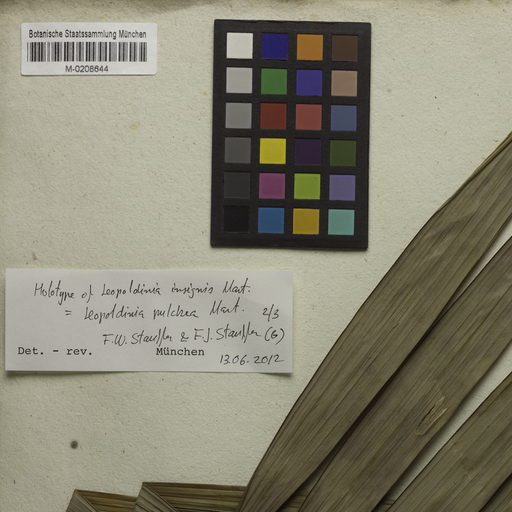 Botanische Staatssammlung München
M-0208644
Holotype of Leopoldinia insignis Mart.
= Leopoldinia pulchra Mart. 2/3
F.W. Stauffer & F.J. Stauffer (G)
Det. - rev. München 13.06.2012